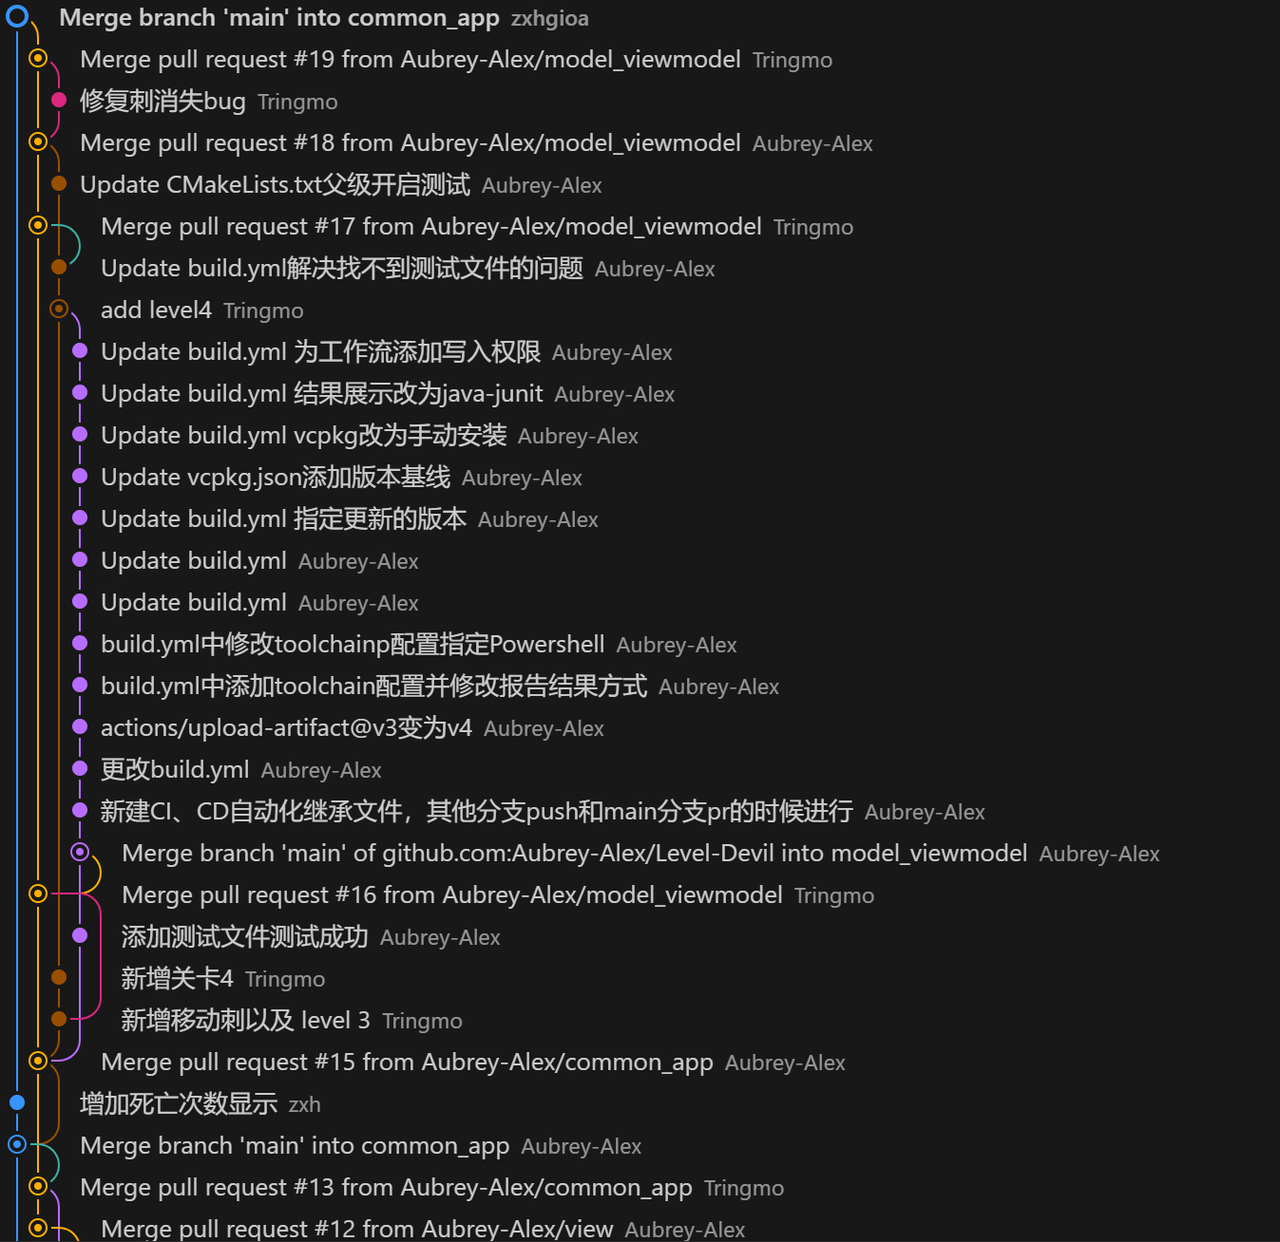 Merge branch 'main' into common_app zxhgioa
Merge pull request #19 from Aubrey-Alex/model_viewmodel Tringmo
修复刺消失bug Tringmo
Merge pull request #18 from Aubrey-Alex/model_viewmodel Aubrey-Alex
Update CMakeLists.txt父级开启测试 Aubrey-Alex
Merge pull request #17 from Aubrey-Alex/model_viewmodel Tringmo
Update build.yml解决找不到测试文件的问题 Aubrey-Alex
add level4 Tringmo
Update build.yml 为工作流添加写入权限 Aubrey-Alex
Update build.yml 结果展示改为java-junit Aubrey-Alex
Update build.yml vcpkg改为手动安装 Aubrey-Alex
Update vcpkg.json添加版本基线 Aubrey-Alex
Update build.yml 指定更新的版本 Aubrey-Alex
Update build.yml Aubrey-Alex
Update build.yml Aubrey-Alex
build.yml中修改toolchainp配置指定Powershell Aubrey-Alex
build.yml中添加toolchain配置并修改报告结果方式 Aubrey-Alex
actions/upload-artifact@v3变为v4 Aubrey-Alex
更改build.yml Aubrey-Alex
新建CI、CD自动化继承文件，其他分支push和main分支pr的时候进行 Aubrey-Alex
Merge branch 'main' of github.com:Aubrey-Alex/Level-Devil into model_viewmodel Aubrey-Alex
Merge pull request #16 from Aubrey-Alex/model_viewmodel Tringmo
添加测试文件测试成功 Aubrey-Alex
新增关卡4 Tringmo
新增移动刺以及 level 3 Tringmo
Merge pull request #15 from Aubrey-Alex/common_app Aubrey-Alex
增加死亡次数显示 zxh
Merge branch 'main' into common_app Aubrey-Alex
Merge pull request #13 from Aubrey-Alex/common_app Tringmo
Merge pull request #12 from Aubrey-Alex/view Aubrey-Alex